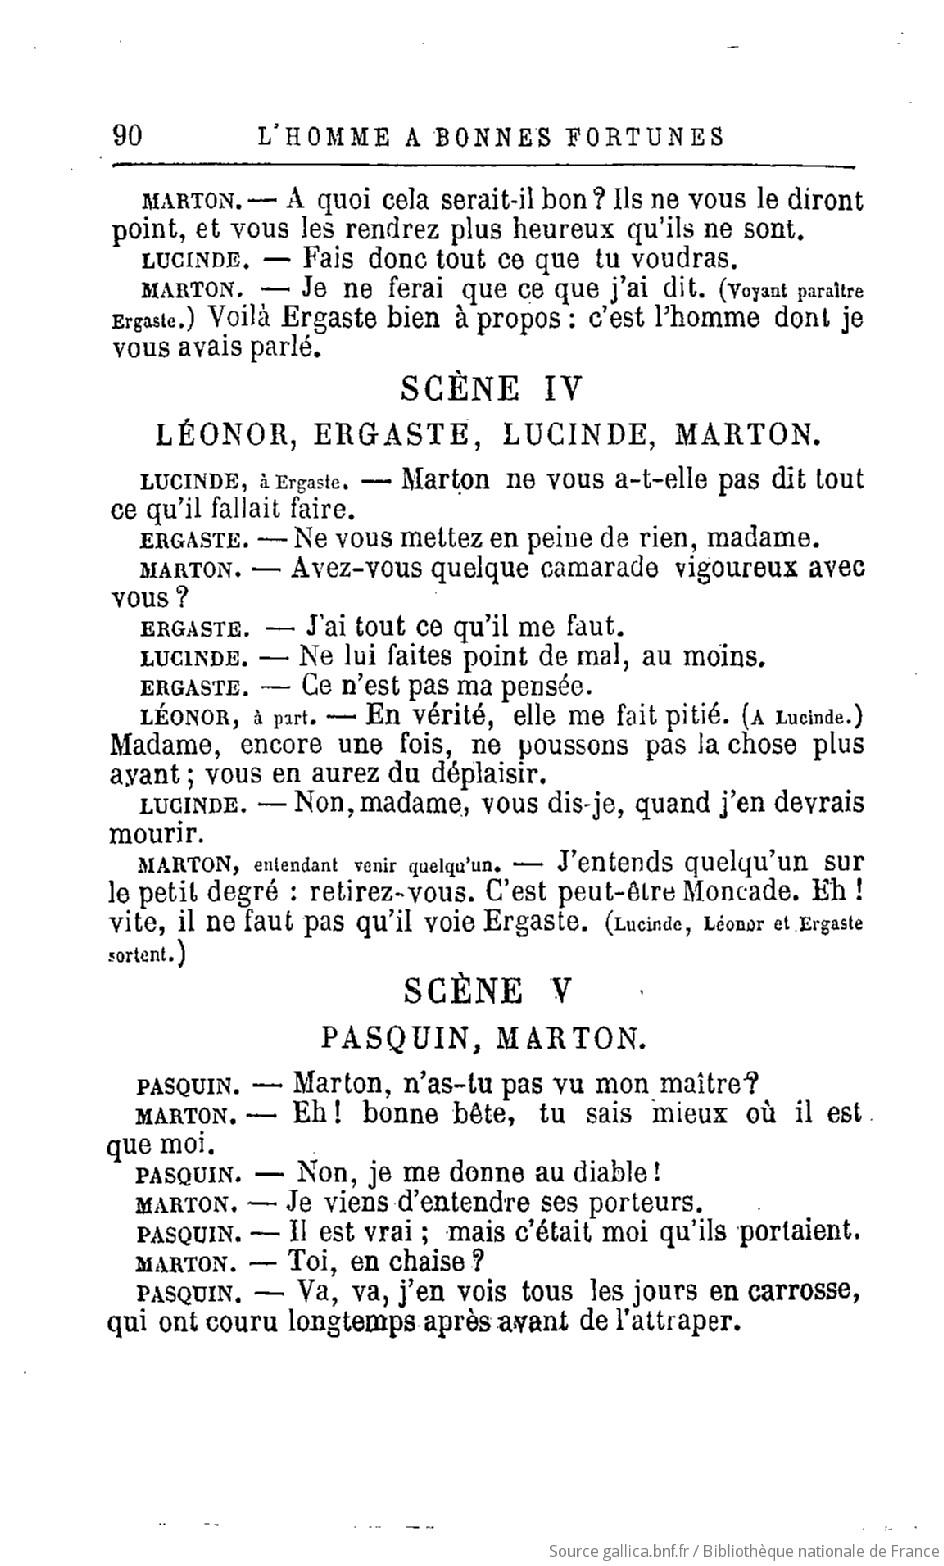 90 L'HOMME A BONNES FORTUNES
MARTON. — A quoi cela serait-il bon ? Ils ne vous le diront
point, et vous les rendrez plus heureux qu'ils ne sont.
LUCINDE. — Fais donc tout ce que tu voudras.
MARTON. — Je ne ferai que ce que j'ai dit. (Voyant paraître
Ergaste.) Voilà Ergaste bien à propos : c'est l'homme dont je
vous avais parlé.
SCÈNE IV
LÉONOR, ERGASTE, LUCINDE, MARTON.
LUCINDE, à Ergaste. — Marton ne vous a-t-elle pas dit tout
ce qu'il fallait faire.
ERGASTE. — Ne vous mettez en peine de rien, madame.
MARTON. — Avez-vous quelque camarade vigoureux avec
vous ?
ERGASTE. — J'ai tout ce qu'il me faut.
LUCINDE. — Ne lui faites point de mal, au moins.
ERGASTE. — Ce n'est pas ma pensée.
LÉONOR, à part. — En vérité, elle me fait pitié. (A Lucinde.)
Madame, encore une fois, ne poussons pas la chose plus
avant ; vous en aurez du déplaisir.
LUCINDE. — Non, madame, vous dis-je, quand j'en devrais
mourir.
MARTON, entendant venir quelqu'un. — J'entends quelqu'un sur
le petit degré : retirez-vous. C'est peut-être Moncade. Eh !
vite, il ne faut pas qu'il voie Ergaste. (Lucinde, Léonor et Ergaste
sortent.)
SCÈNE V
PASQUIN, MARTON.
PASQUIN. — Marton, n'as-tu pas vu mon maître ?
MARTON. — Eh ! bonne bête, tu sais mieux où il est
que moi.
PASQUIN. — Non, je me donne au diable !
MARTON. — Je viens d'entendre ses porteurs.
PASQUIN. — Il est vrai ; mais c'était moi qu'ils portaient.
MARTON. — Toi, en chaise ?
PASQUIN. — Va, va, j'en vois tous les jours en carrosse,
qui ont couru longtemps après avant de l'attraper.
Source gallica.bnf.fr / Bibliothèque nationale de France